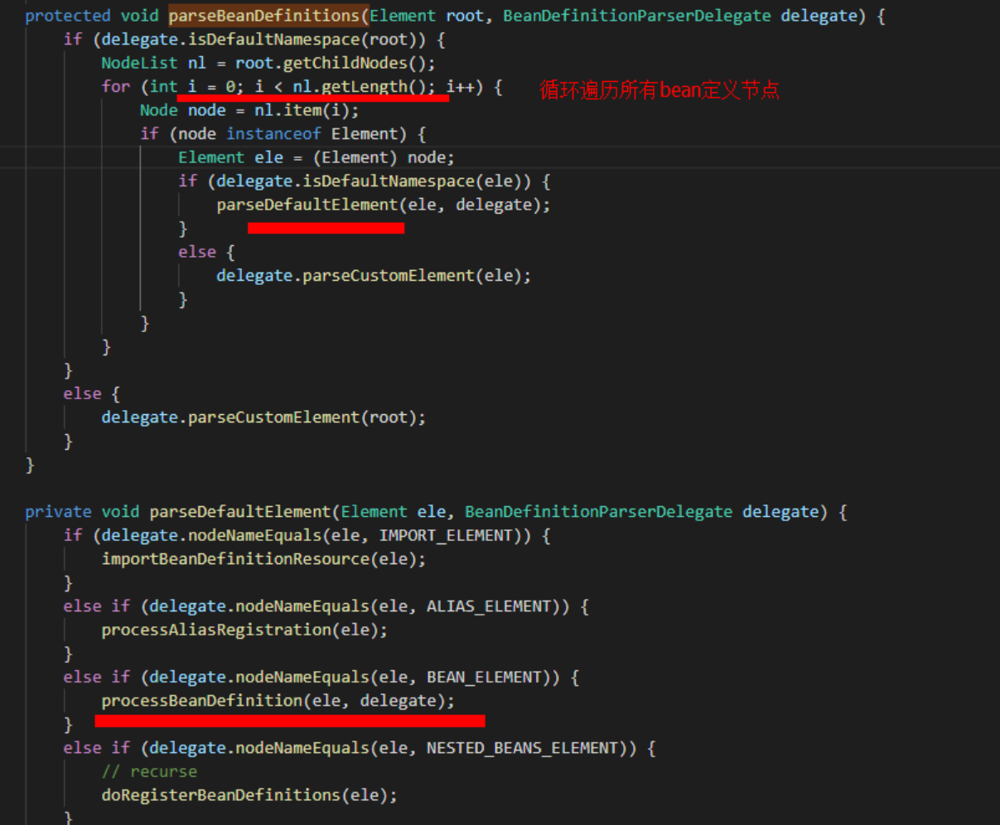 protected void parseBeanDefinitions(Element root, BeanDefinitionParserDelegate delegate) {
    if (delegate.isDefaultNamespace(root)) {
        NodeList nl = root.getChildNodes();
        for (int i = 0; i < nl.getLength(); i++) {    循环遍历所有bean定义节点
            Node node = nl.item(i);
            if (node instanceof Element) {
                Element ele = (Element) node;
                if (delegate.isDefaultNamespace(ele)) {
                    parseDefaultElement(ele, delegate);
                }
                else {
                    delegate.parseCustomElement(ele);
                }
            }
        }
    }
    else {
        delegate.parseCustomElement(root);
    }
}

private void parseDefaultElement(Element ele, BeanDefinitionParserDelegate delegate) {
    if (delegate.nodeNameEquals(ele, IMPORT_ELEMENT)) {
        importBeanDefinitionResource(ele);
    }
    else if (delegate.nodeNameEquals(ele, ALIAS_ELEMENT)) {
        processAliasRegistration(ele);
    }
    else if (delegate.nodeNameEquals(ele, BEAN_ELEMENT)) {
        processBeanDefinition(ele, delegate);
    }
    else if (delegate.nodeNameEquals(ele, NESTED_BEANS_ELEMENT)) {
        // recurse
        doRegisterBeanDefinitions(ele);
    }